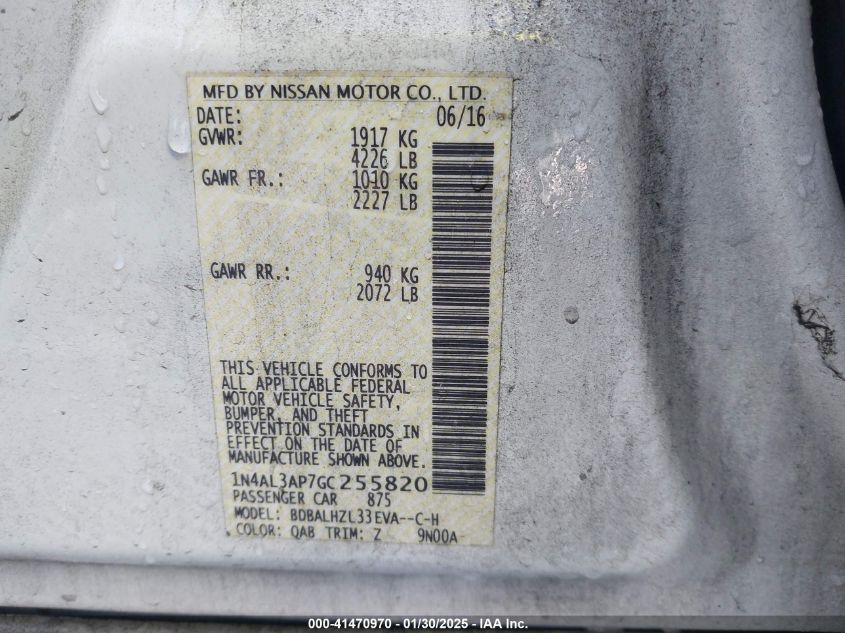 MFD BY NISSAN MOTOR CO., LTD.
DATE: 06/16
GVWR: 1917 KG
4226 LB
GAWR FR.: 1010 KG
2227 LB
GAWR RR.: 940 KG
2072 LB
THIS VEHICLE CONFORMS TO
ALL APPLICABLE FEDERAL
MOTOR VEHICLE SAFETY,
BUMPER, AND THEFT
PREVENTION STANDARDS IN
EFFECT ON THE DATE OF
MANUFACTURE SHOWN ABOVE.
1N4AL3AP7GC255820
PASSENGER CAR 875
MODEL: BDBALHZL33EVA--C-H
COLOR: QAB TRIM: Z 9N00A
000-41470970 - 01/30/2025 - IAA Inc.